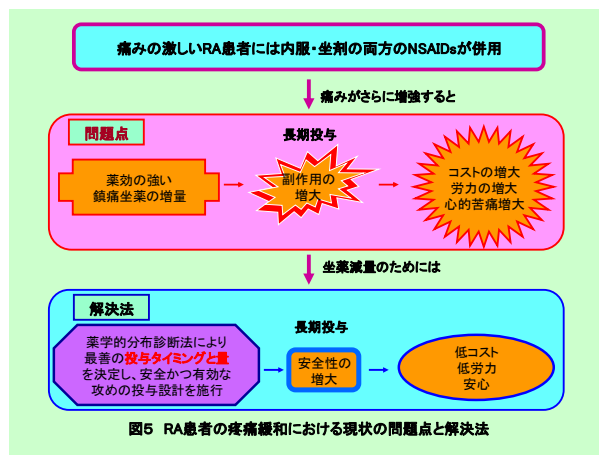 痛みの激しいRA患者には内服・坐剤の両方のNSAIDsが併用
痛みがさらに増強すると
問題点
長期投与
薬効の強い
鎮痛坐薬の増量
副作用の
増大
コストの増大
労力の増大
心的苦痛増大
坐薬減量のためには
解決法
長期投与
薬学的分布診断法により
最善の投与タイミングと量
を決定し、安全かつ有効な
攻めの投与設計を施行
安全性の
増大
低コスト
低労力
安心
図5 RA患者の疼痛緩和における現状の問題点と解決法